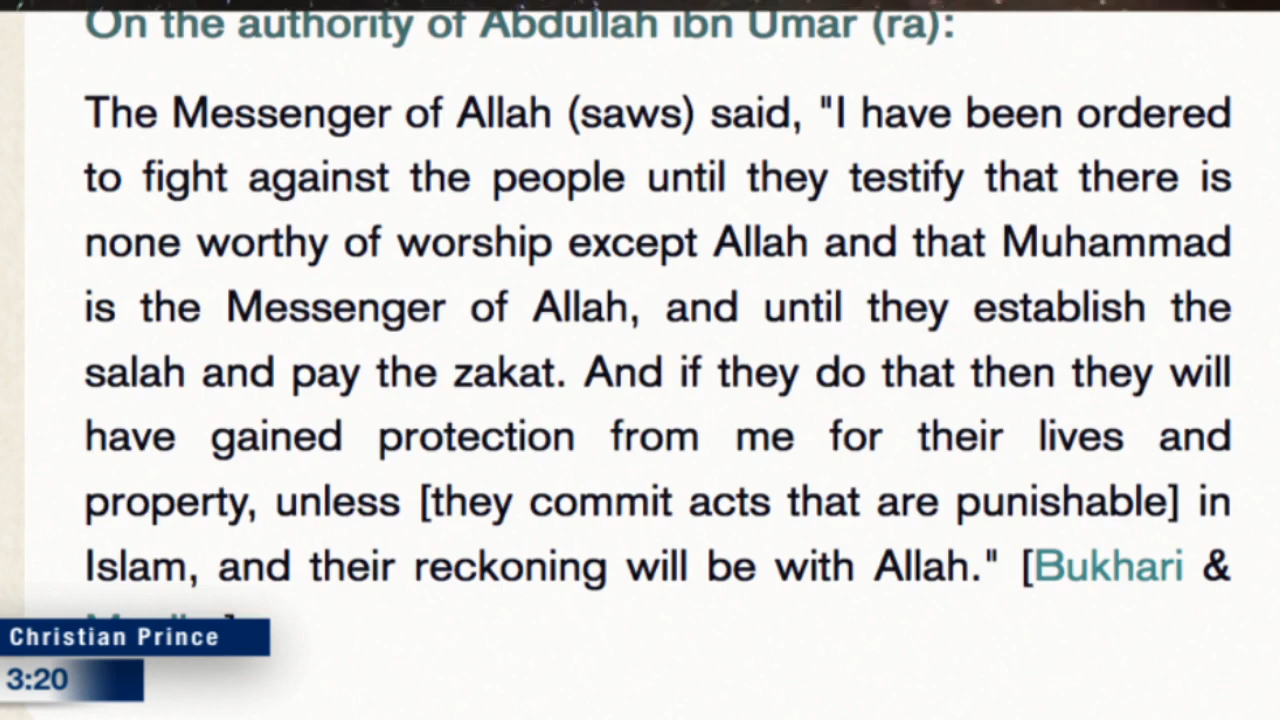 On the authority of Abdullah ibn Umar (ra):
The Messenger of Allah (saws) said, "I have been ordered
to fight against the people until they testify that there is
none worthy of worship except Allah and that Muhammad
is the Messenger of Allah, and until they establish the
salah and pay the zakat. And if they do that then they will
have gained protection from me for their lives and
property, unless [they commit acts that are punishable] in
Islam, and their reckoning will be with Allah." [Bukhari &
Christian Prince
3:20